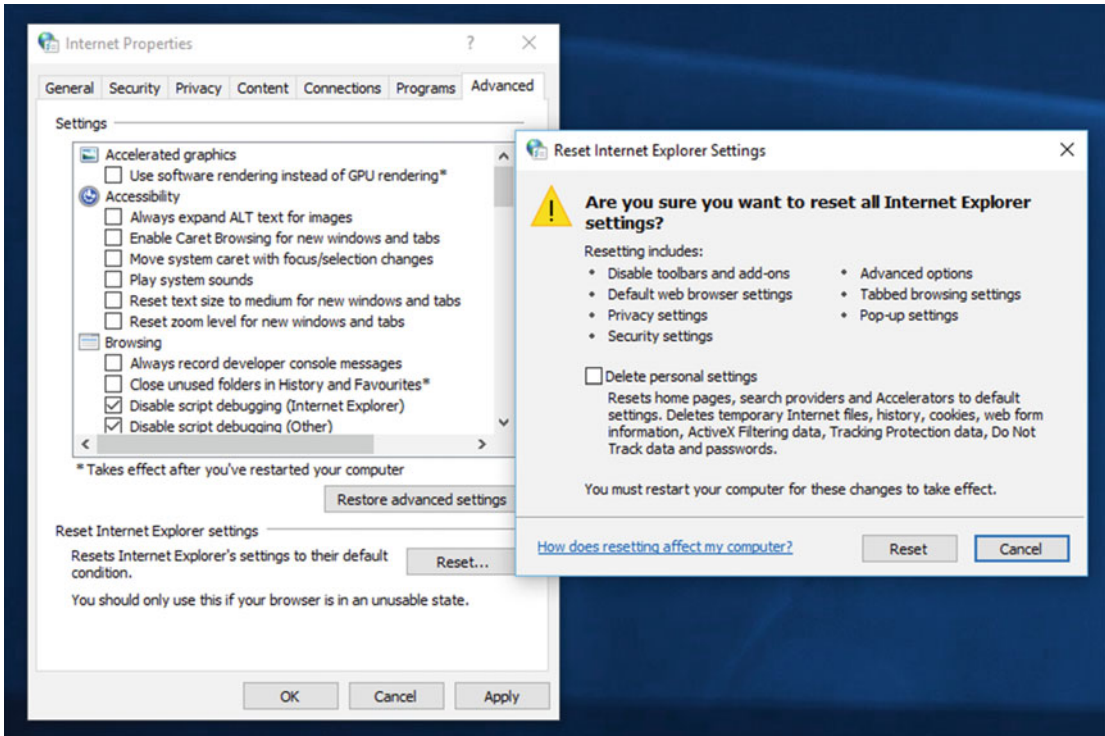 Internet Properties
?
General Security Privacy Content Connections Programs Advanced
Settings
Accelerated graphics
Use software rendering instead of GPU rendering*
Accessibility
Always expand ALT text for images
Enable Caret Browsing for new windows and tabs
Move system caret with focus/selection changes
Play system sounds
Reset text size to medium for new windows and tabs
Reset zoom level for new windows and tabs
Browsing
Always record developer console messages
Close unused folders in History and Favourites*
Disable script debugging (Internet Explorer)
Disable script debugging (Other)
*Takes effect after you've restarted your computer
Restore advanced settings
Reset Internet Explorer settings
Resets Internet Explorer's settings to their default
condition.
Reset...
You should only use this if your browser is in an unusable state.
OK Cancel Apply
Reset Internet Explorer Settings
Are you sure you want to reset all Internet Explorer
settings?
Resetting includes:
• Disable toolbars and add-ons • Advanced options
• Default web browser settings • Tabbed browsing settings
• Privacy settings • Pop-up settings
• Security settings
Delete personal settings
Resets home pages, search providers and Accelerators to default
settings. Deletes temporary Internet files, history, cookies, web form
information, ActiveX Filtering data, Tracking Protection data, Do Not
Track data and passwords.
You must restart your computer for these changes to take effect.
How does resetting affect my computer?
Reset Cancel